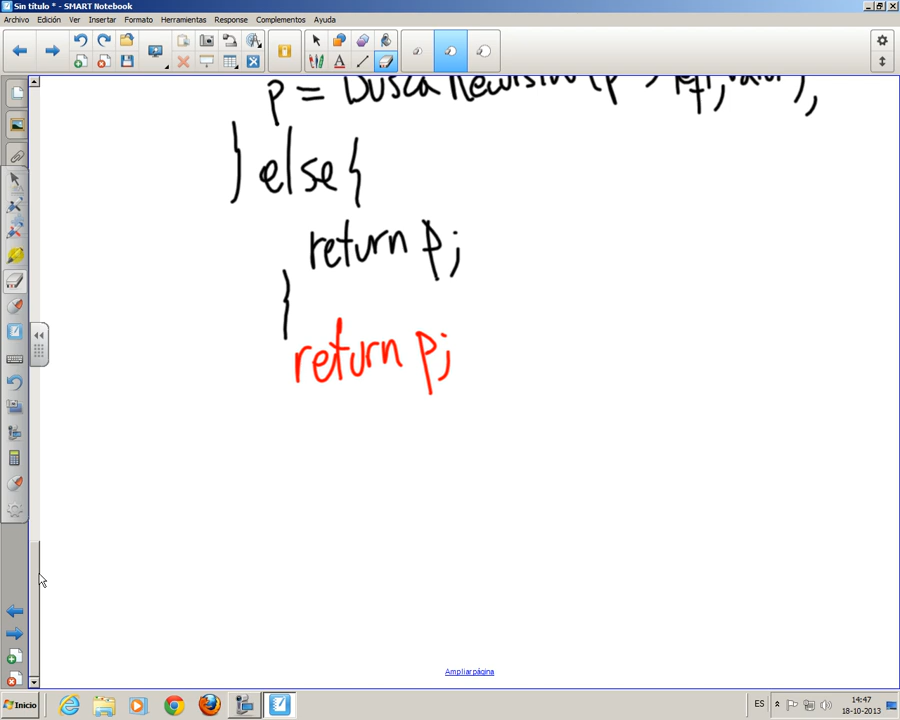 Sin título * - SMART Notebook
Archivo Edición Ver Insertar Formato Herramientas Response Complementos Ayuda
p = BuscaRecursivo (p->
} else {
return p;
}
return p;
Ampliar página
Inicio
ES
14:47
18-10-2013